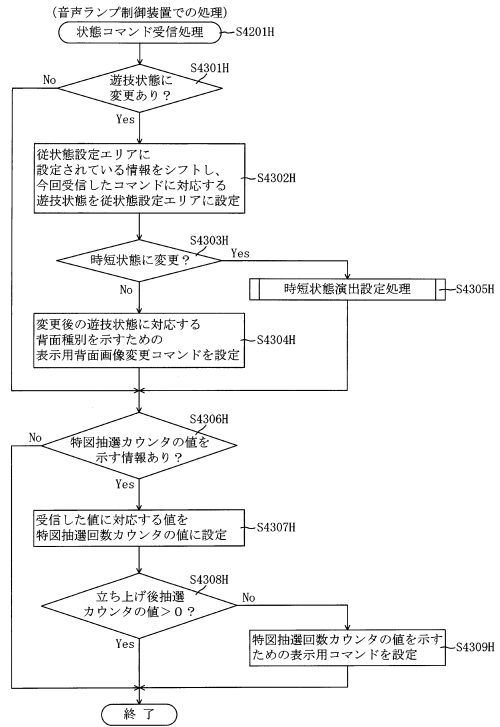 (音声ランプ制御装置での処理)
状態コマンド受信処理
S4201H
遊技状態に
変更あり?
S4301H
No
Yes
従状態設定エリアに
設定されている情報をシフトし、
今回受信したコマンドに対応する
遊技状態を従状態設定エリアに設定
S4302H
時短状態に変更?
S4303H
Yes
No
時短状態演出設定処理
S4305H
変更後の遊技状態に対応する
背面種別を示すための
表示用背面画像変更コマンドを設定
S4304H
特図抽選カウンタの値を
示す情報あり?
S4306H
No
Yes
受信した値に対応する値を
特図抽選回数カウンタの値に設定
S4307H
立ち上げ後抽選
カウンタの値>0?
S4308H
No
Yes
特図抽選回数カウンタの値を示す
ための表示用コマンドを設定
S4309H
終了